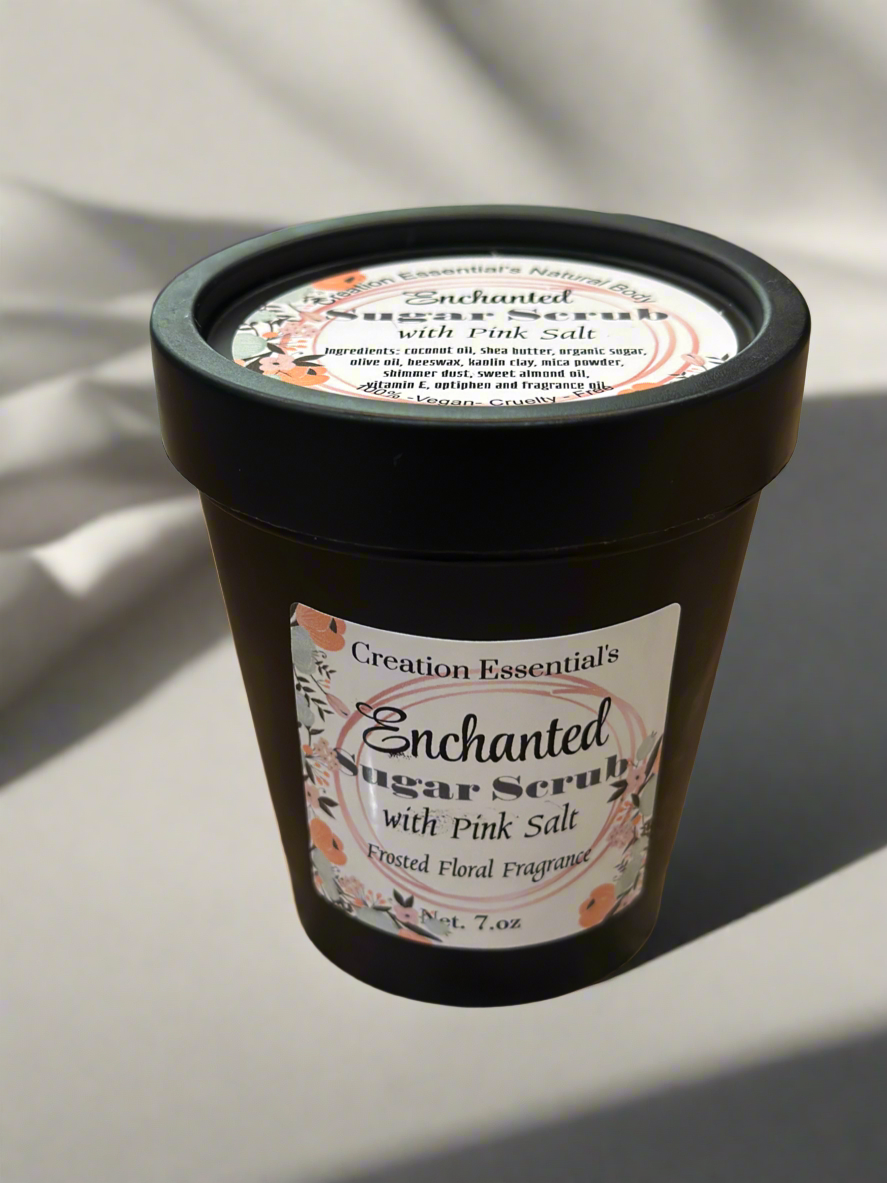 Creation Essential's Natural Body
Enchanted
Sugar Scrub
with Pink Salt
Ingredients: coconut oil, shea butter, organic sugar,
olive oil, beeswax, kanlin clay, mica powder,
shimmer dust, sweet almond oil,
vitamin E, optiphen and fragrance oil.
100% -Vegan- Cruelty - Free
Creation Essential's
Enchanted
Sugar Scrub
with Pink Salt
Frosted Floral Fragrance
Net. 7.oz